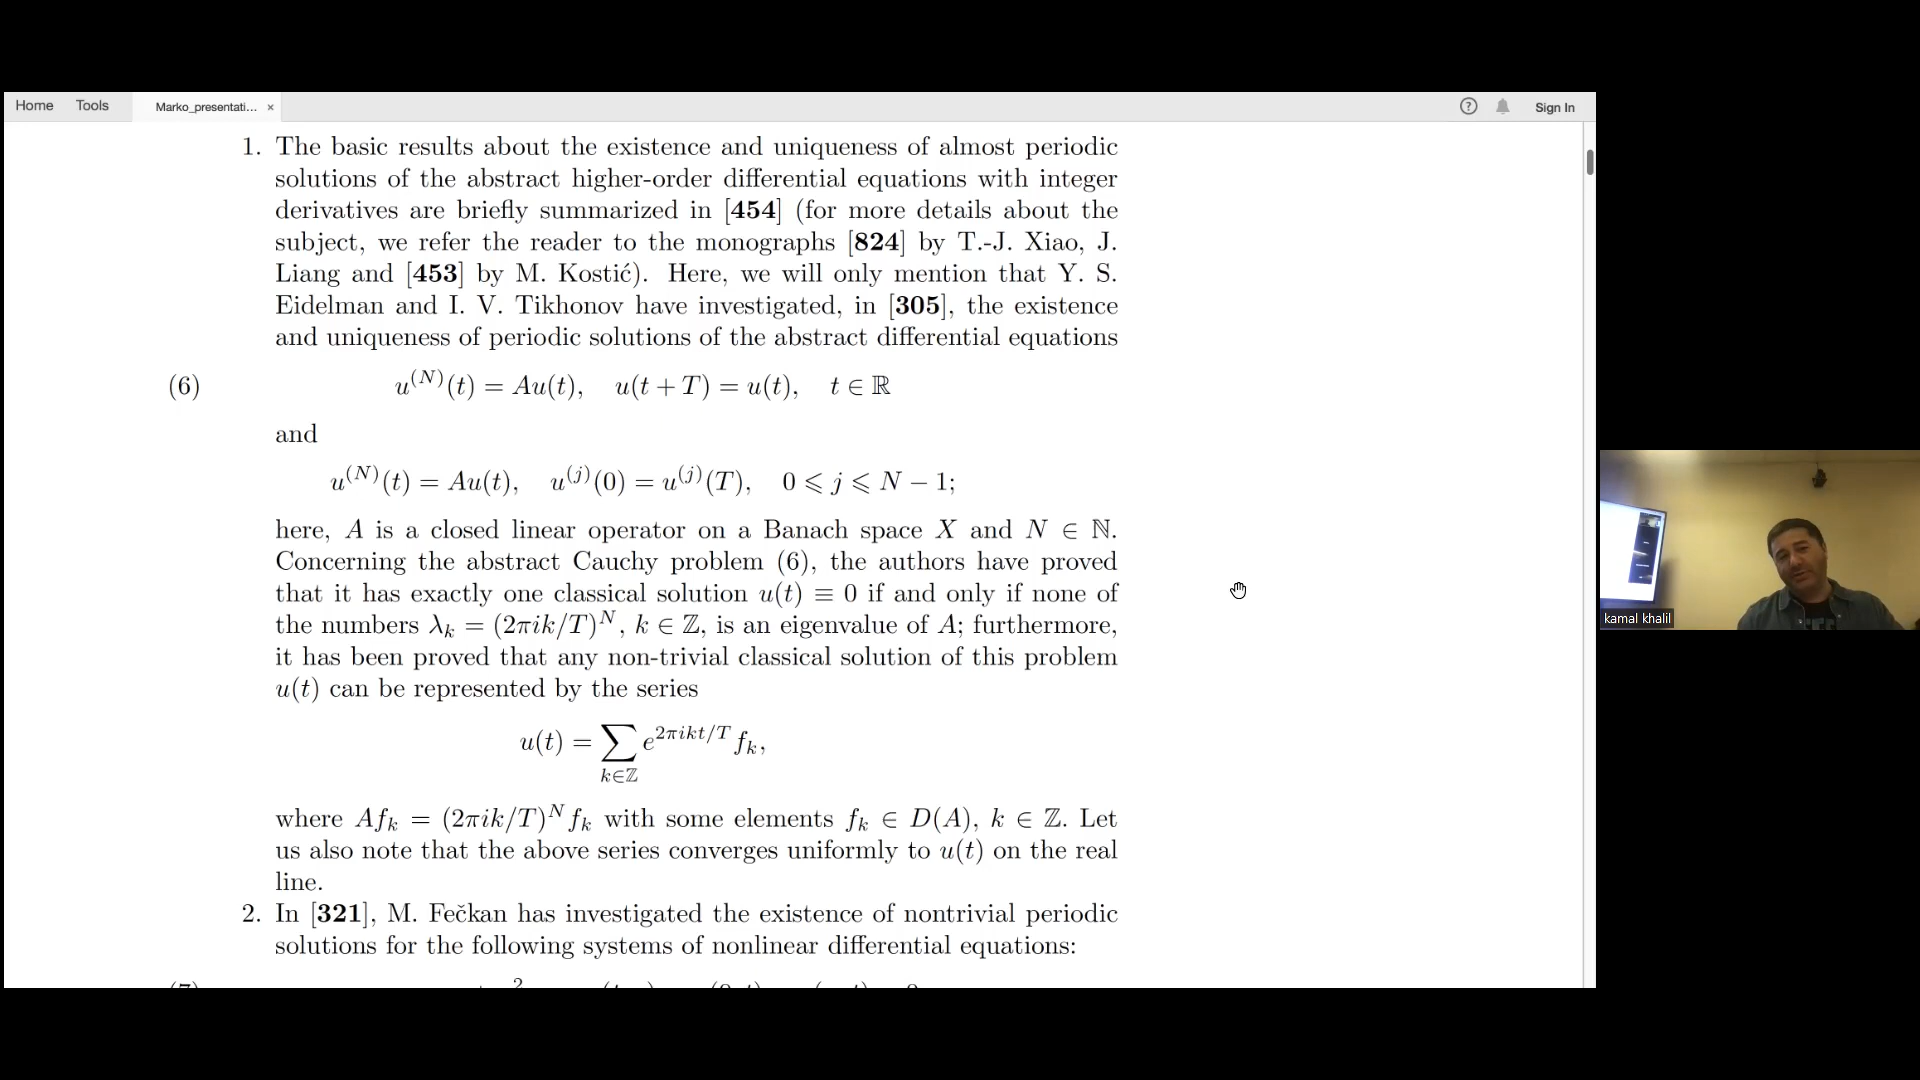 Home Tools Marko_presentati... × ? Sign In
1. The basic results about the existence and uniqueness of almost periodic
solutions of the abstract higher-order differential equations with integer
derivatives are briefly summarized in [454] (for more details about the
subject, we refer the reader to the monographs [824] by T.-J. Xiao, J.
Liang and [453] by M. Kostić). Here, we will only mention that Y. S.
Eidelman and I. V. Tikhonov have investigated, in [305], the existence
and uniqueness of periodic solutions of the abstract differential equations
(6) u^{(N)}(t) = Au(t), u(t + T) = u(t), t ∈ ℝ
and
u^{(N)}(t) = Au(t), u^{(j)}(0) = u^{(j)}(T), 0 ⩽ j ⩽ N − 1;
here, A is a closed linear operator on a Banach space X and N ∈ ℕ.
Concerning the abstract Cauchy problem (6), the authors have proved
that it has exactly one classical solution u(t) ≡ 0 if and only if none of
the numbers λ_k = (2πik/T)^N, k ∈ ℤ, is an eigenvalue of A; furthermore,
it has been proved that any non-trivial classical solution of this problem
u(t) can be represented by the series
u(t) = ∑_{k∈ℤ} e^{2πikt/T} f_k,
where Af_k = (2πik/T)^N f_k with some elements f_k ∈ D(A), k ∈ ℤ. Let
us also note that the above series converges uniformly to u(t) on the real
line.
2. In [321], M. Fečkan has investigated the existence of nontrivial periodic
solutions for the following systems of nonlinear differential equations:
kamal khalil